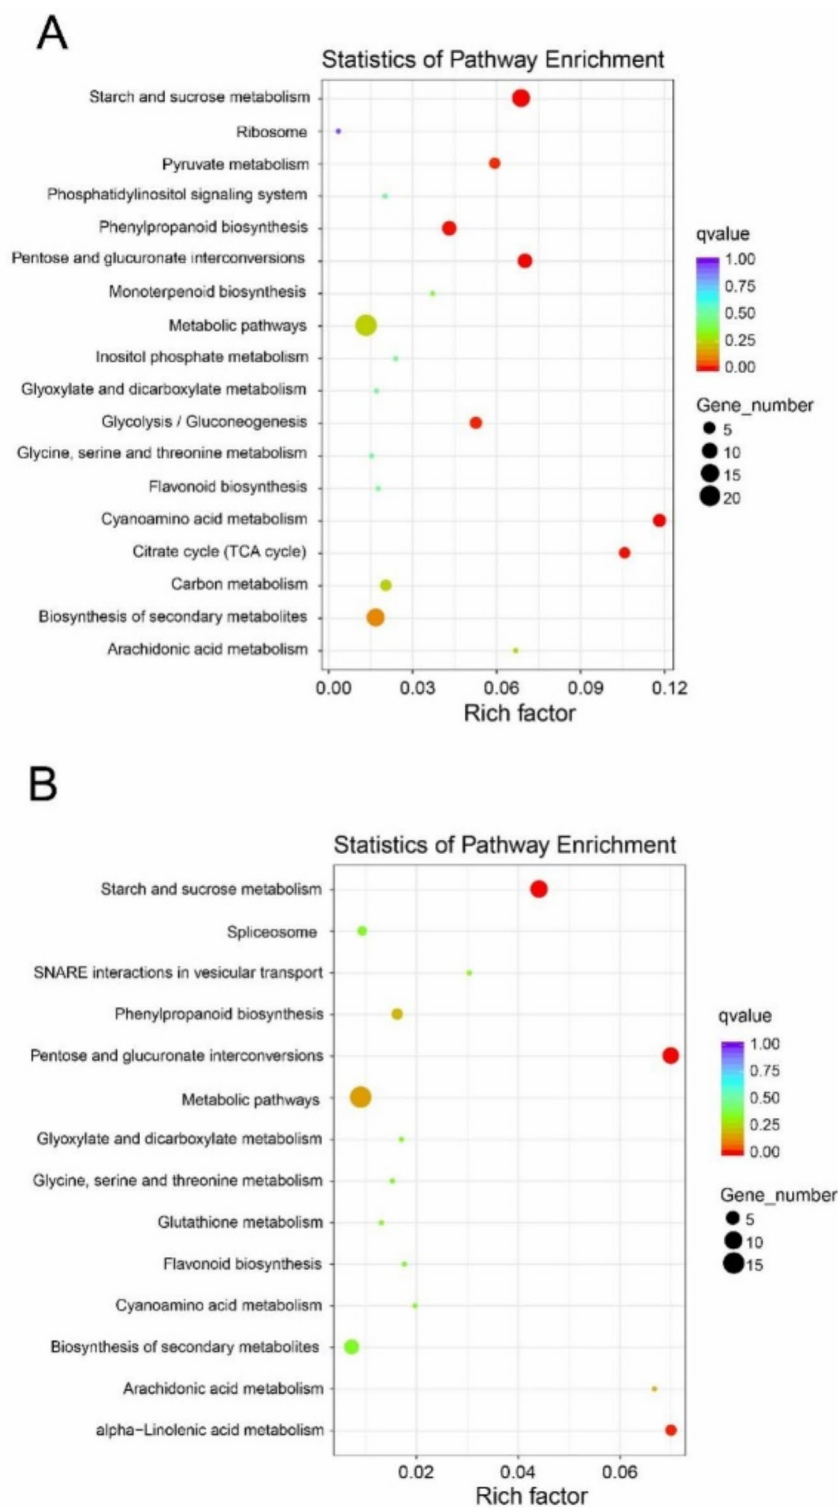 A
Statistics of Pathway Enrichment
Starch and sucrose metabolism
Ribosome
Pyruvate metabolism
Phosphatidylinositol signaling system
Phenylpropanoid biosynthesis
Pentose and glucuronate interconversions
Monoterpenoid biosynthesis
Metabolic pathways
Inositol phosphate metabolism
Glyoxylate and dicarboxylate metabolism
Glycolysis / Gluconeogenesis
Glycine, serine and threonine metabolism
Flavonoid biosynthesis
Cyanoamino acid metabolism
Citrate cycle (TCA cycle)
Carbon metabolism
Biosynthesis of secondary metabolites
Arachidonic acid metabolism
0.00 0.03 0.06 0.09 0.12
Rich factor
qvalue
1.00
0.75
0.50
0.25
0.00
Gene_number
5
10
15
20
B
Statistics of Pathway Enrichment
Starch and sucrose metabolism
Spliceosome
SNARE interactions in vesicular transport
Phenylpropanoid biosynthesis
Pentose and glucuronate interconversions
Metabolic pathways
Glyoxylate and dicarboxylate metabolism
Glycine, serine and threonine metabolism
Glutathione metabolism
Flavonoid biosynthesis
Cyanoamino acid metabolism
Biosynthesis of secondary metabolites
Arachidonic acid metabolism
alpha−Linolenic acid metabolism
0.02 0.04 0.06
Rich factor
qvalue
1.00
0.75
0.50
0.25
0.00
Gene_number
5
10
15